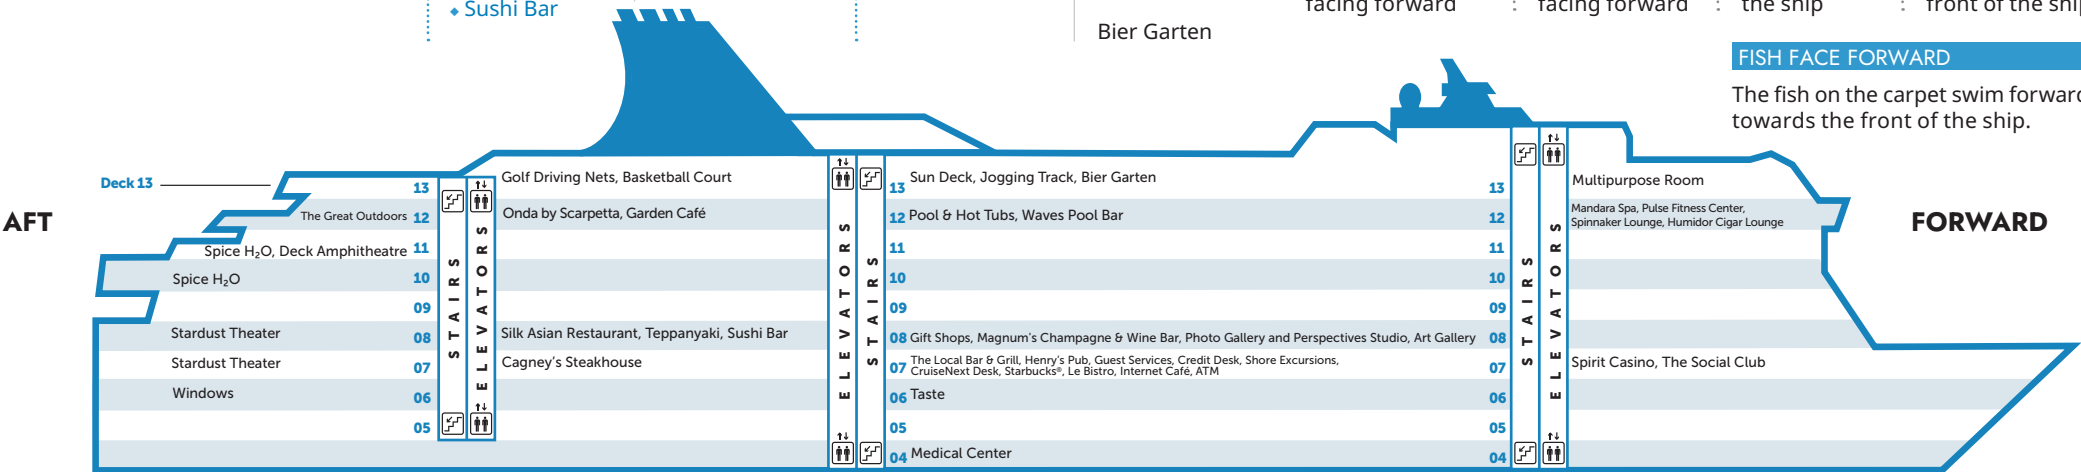 ◆ Sushi Bar
Bier Garten
facing forward
facing forward
the ship
front of the ship
FISH FACE FORWARD
The fish on the carpet swim forward
towards the front of the ship.
AFT
FORWARD
Deck 13
13
The Great Outdoors 12
Spice H₂O, Deck Amphitheatre 11
Spice H₂O 10
09
Stardust Theater 08
Stardust Theater 07
Windows 06
05
STAIRS
ELEVATORS
Golf Driving Nets, Basketball Court
Onda by Scarpetta, Garden Café
Silk Asian Restaurant, Teppanyaki, Sushi Bar
Cagney's Steakhouse
ELEVATORS
STAIRS
13 Sun Deck, Jogging Track, Bier Garten 13
12 Pool & Hot Tubs, Waves Pool Bar 12
11 11
10 10
09 09
08 Gift Shops, Magnum's Champagne & Wine Bar, Photo Gallery and Perspectives Studio, Art Gallery 08
07 The Local Bar & Grill, Henry's Pub, Guest Services, Credit Desk, Shore Excursions, 07
CruiseNext Desk, Starbucks®, Le Bistro, Internet Café, ATM
06 Taste 06
05 05
04 Medical Center 04
STAIRS
ELEVATORS
Multipurpose Room
Mandara Spa, Pulse Fitness Center,
Spinnaker Lounge, Humidor Cigar Lounge
Spirit Casino, The Social Club